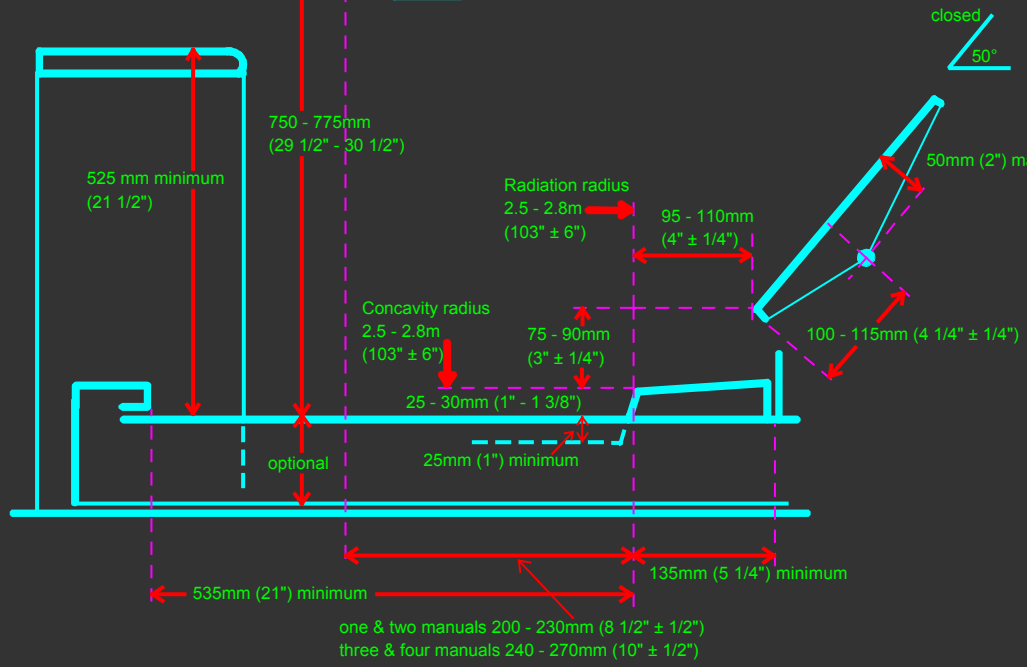 closed
50°
750 - 775mm
(29 1/2" - 30 1/2")
525 mm minimum
(21 1/2")
50mm (2")
Radiation radius
2.5 - 2.8m
(103" ± 6")
95 - 110mm
(4" ± 1/4")
Concavity radius
2.5 - 2.8m
(103" ± 6")
75 - 90mm
(3" ± 1/4")
100 - 115mm (4 1/4" ± 1/4")
25 - 30mm (1" - 1 3/8")
optional
25mm (1") minimum
135mm (5 1/4") minimum
535mm (21") minimum
one & two manuals 200 - 230mm (8 1/2" ± 1/2")
three & four manuals 240 - 270mm (10" ± 1/2")